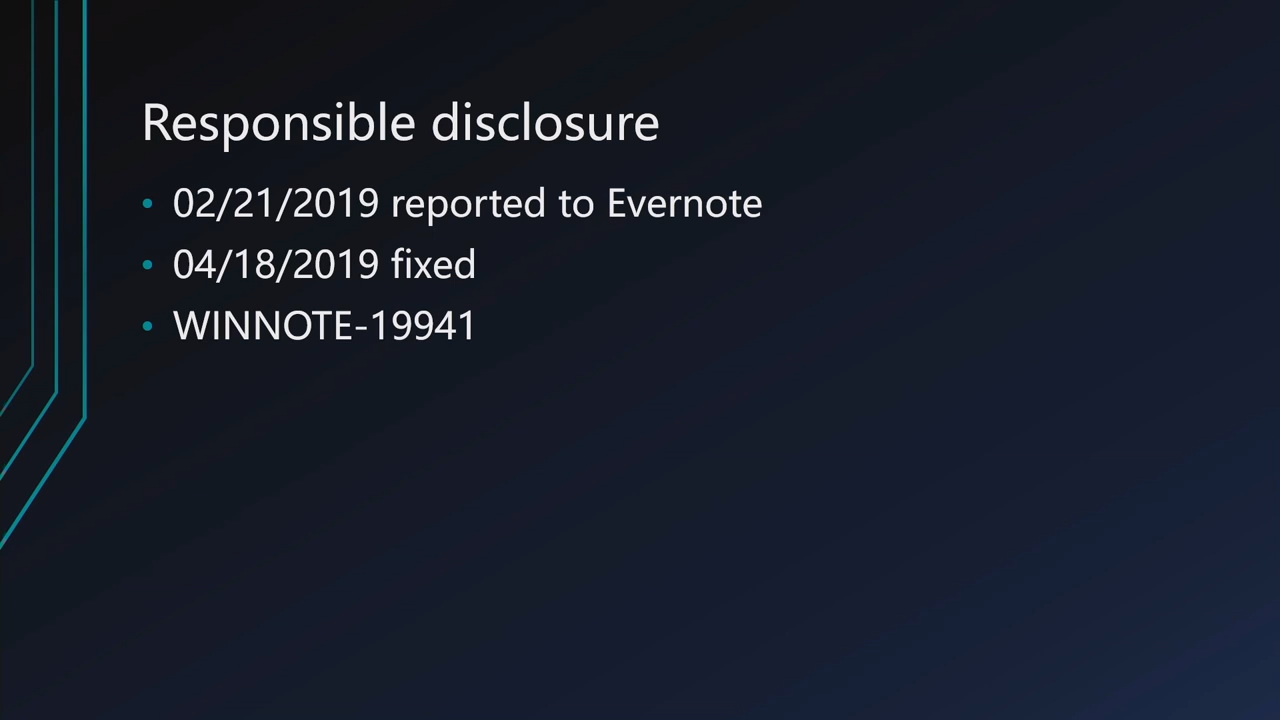 Responsible disclosure
• 02/21/2019 reported to Evernote
• 04/18/2019 fixed
• WINNOTE-19941